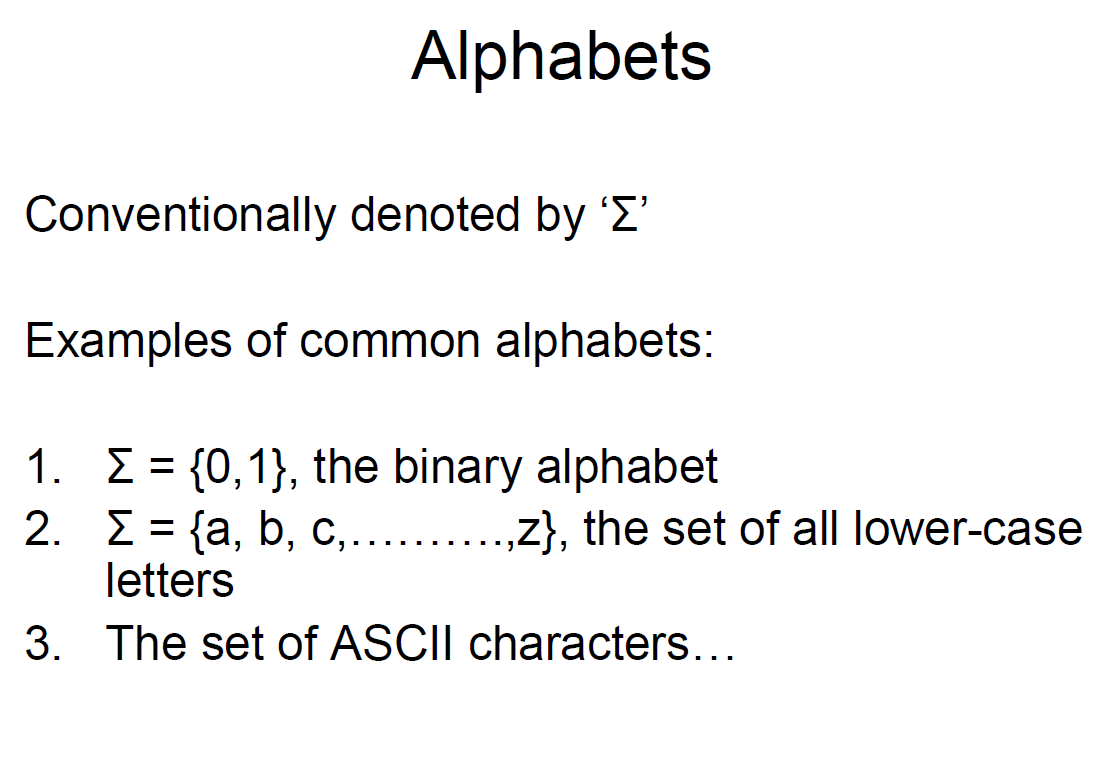 Alphabets
Conventionally denoted by ‘Σ’
Examples of common alphabets:
1. Σ = {0,1}, the binary alphabet
2. Σ = {a, b, c,……….,z}, the set of all lower-case
letters
3. The set of ASCII characters…